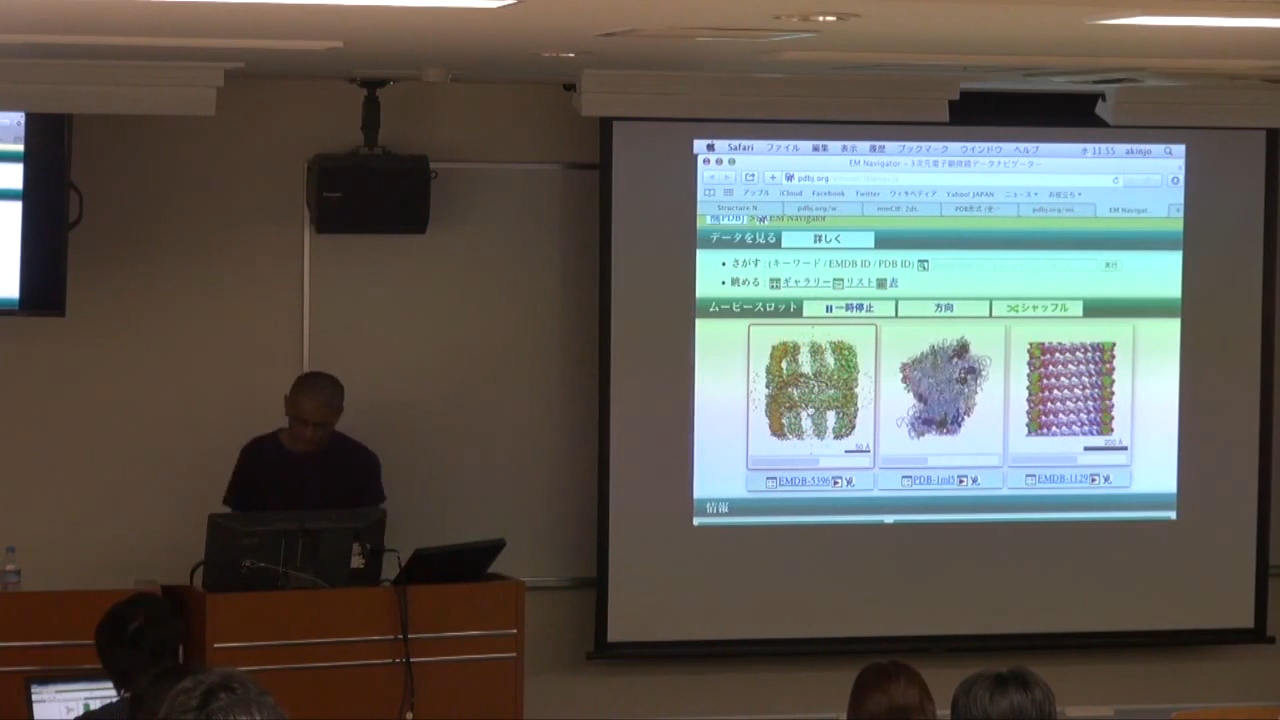 Safari ファイル 編集 表示 履歴 ブックマーク ウインドウ ヘルプ 11:55 akinjo
EM Navigator - 3次元電子顕微鏡データナビゲーター
pdbj.org
アップル iCloud Facebook Twitter ウィキペディア Yahoo! JAPAN ニュース お役立ち
Structure N... pdbj.org/w... mmCIF: 2dt... pdbj.org/mi... EM Navigat...
EM Navigator
データを見る 詳しく
さがす : (キーワード / EMDB ID / PDB ID) 実行
眺める : ギャラリー リスト 表
ムービースロット 一時停止 方向 シャッフル
50 Å
200 Å
EMDB-5396 PDB-1ml5 EMDB-1129
情報